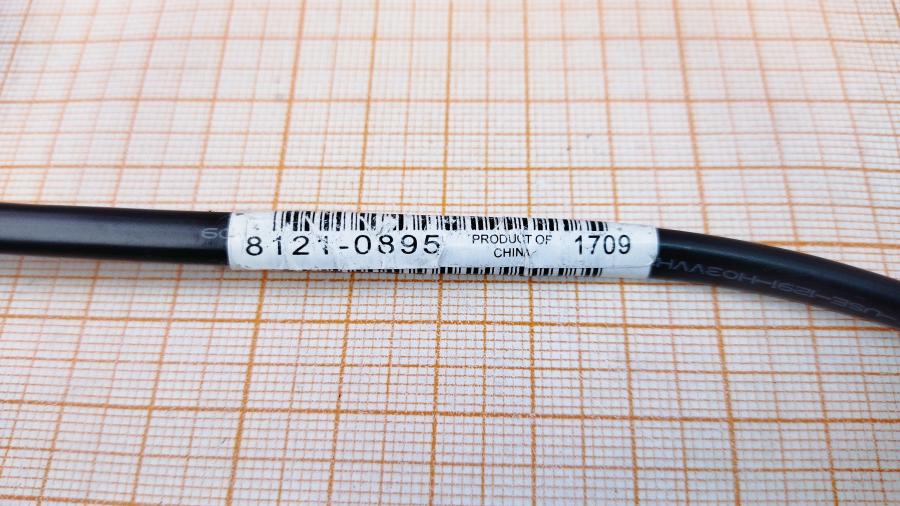 8121-0895
PRODUCT OF
CHINA
1709